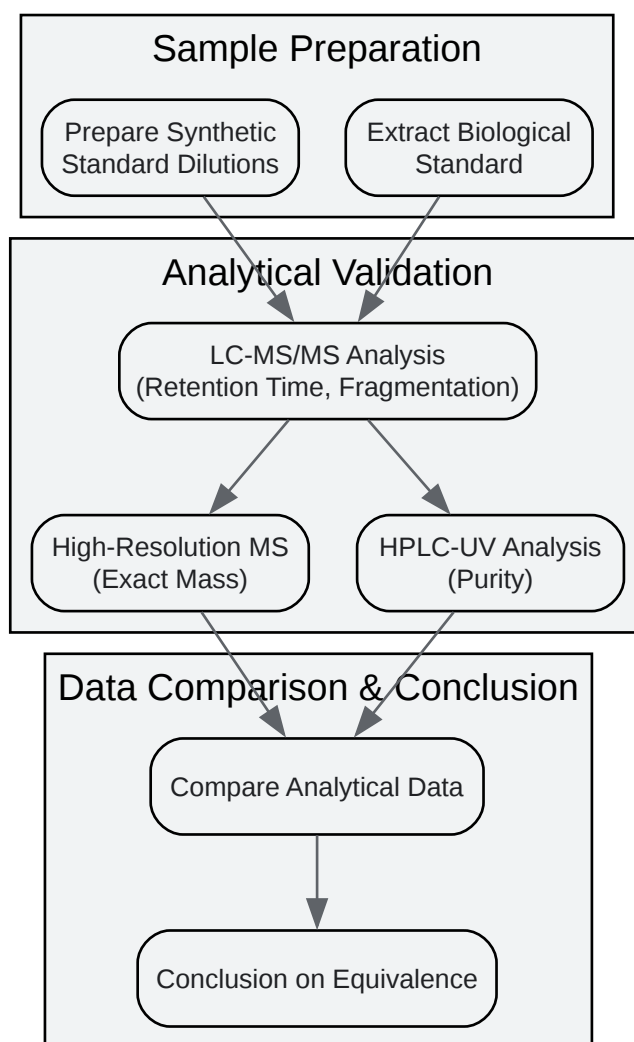 Sample Preparation
Prepare Synthetic
Standard Dilutions
Extract Biological
Standard
Analytical Validation
LC-MS/MS Analysis
(Retention Time, Fragmentation)
High-Resolution MS
(Exact Mass)
HPLC-UV Analysis
(Purity)
Data Comparison & Conclusion
Compare Analytical Data
Conclusion on Equivalence